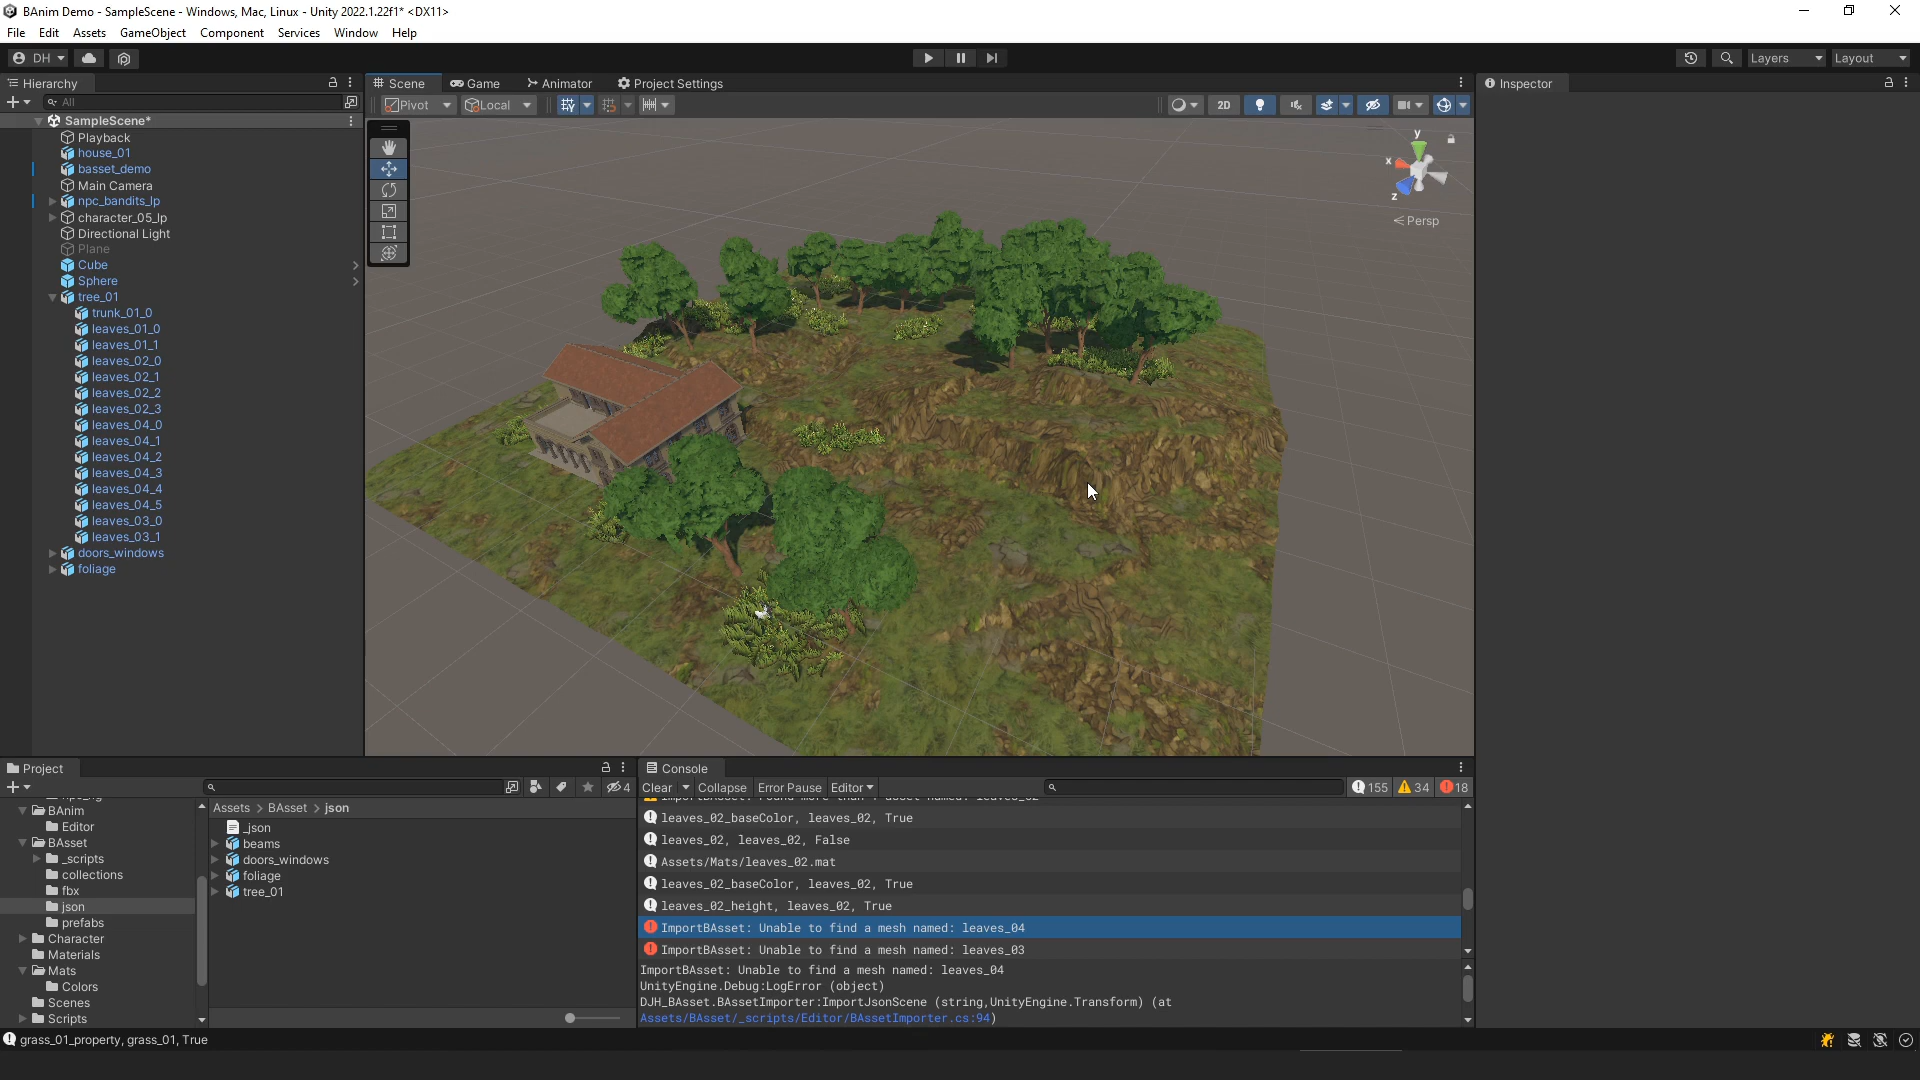 BAnim Demo - SampleScene - Windows, Mac, Linux - Unity 2022.1.22f1* <DX11>
File Edit Assets GameObject Component Services Window Help
DH
Layers
Layout
Hierarchy
Scene
Game
Animator
Project Settings
Inspector
All
Pivot
Local
2D
SampleScene*
Playback
house_01
basset_demo
Main Camera
npc_bandits_lp
character_05_lp
Directional Light
Plane
Cube
Sphere
tree_01
trunk_01_0
leaves_01_0
leaves_01_1
leaves_02_0
leaves_02_1
leaves_02_2
leaves_02_3
leaves_04_0
leaves_04_1
leaves_04_2
leaves_04_3
leaves_04_4
leaves_04_5
leaves_03_0
leaves_03_1
doors_windows
foliage
y
x
z
Persp
Project
4
BAnim
Editor
BAsset
_scripts
collections
fbx
json
prefabs
Character
Materials
Mats
Colors
Scenes
Scripts
Assets > BAsset > json
_json
beams
doors_windows
foliage
tree_01
Console
Clear Collapse Error Pause Editor
155 34 18
leaves_02_baseColor, leaves_02, True
leaves_02, leaves_02, False
Assets/Mats/leaves_02.mat
leaves_02_baseColor, leaves_02, True
leaves_02_height, leaves_02, True
ImportBAsset: Unable to find a mesh named: leaves_04
ImportBAsset: Unable to find a mesh named: leaves_03
ImportBAsset: Unable to find a mesh named: leaves_04
UnityEngine.Debug:LogError (object)
DJH_BAsset.BAssetImporter:ImportJsonScene (string,UnityEngine.Transform) (at
Assets/BAsset/_scripts/Editor/BAssetImporter.cs:94)
grass_01_property, grass_01, True